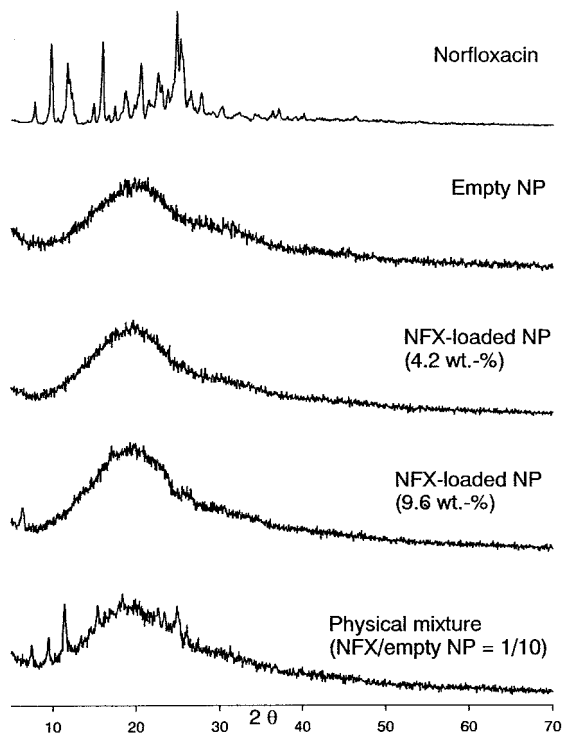 Norfloxacin
Empty NP
NFX-loaded NP
(4.2 wt.-%)
NFX-loaded NP
(9.6 wt.-%)
Physical mixture
(NFX/empty NP = 1/10)
10 20 30 40 50 60 70
2 θ